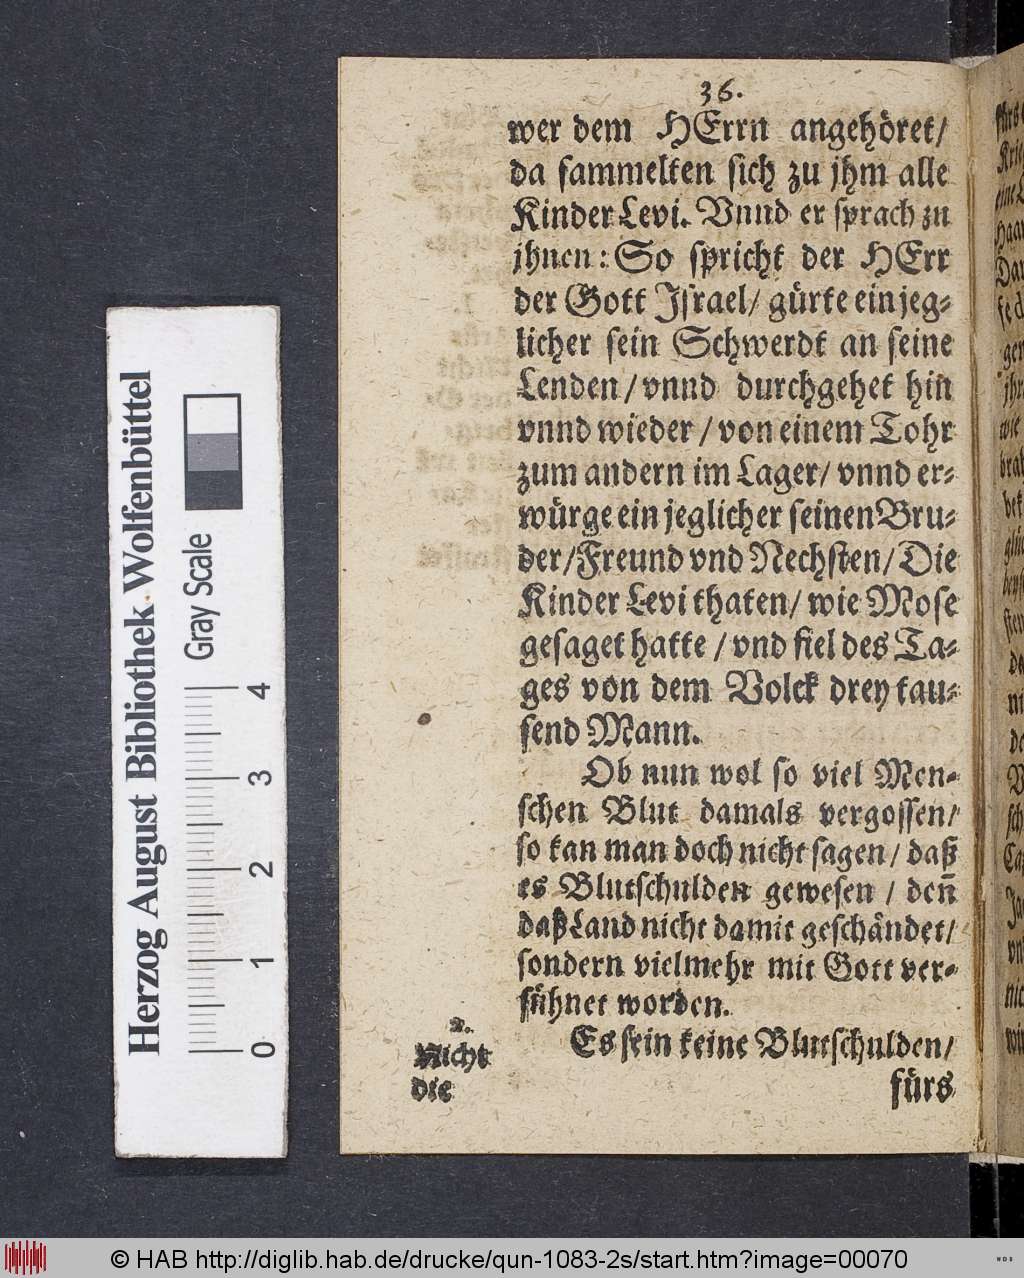 36.
wer dem HErrn angehöret/
da sammelten sich zu jhm alle
Kinder Levi. Vnnd er sprach zu
jhnen: So spricht der HErr
der Gott Jsrael/ gürte ein jeg-
licher sein Schwerdt an seine
Lenden/ vnnd durchgehet hin
vnnd wieder / von einem Tohr
zum andern im Lager/ vnnd er-
würge ein jeglicher seinen Bru-
der/ Freund vnd Nechsten/ Die
Kinder Levi thaten/ wie Mose
gesaget hatte / vnd fiel des Ta-
ges von dem Volck drey tau-
send Mann.
Ob nun wol so viel Men-
schen Blut damals vergossen/
so kan man doch nicht sagen / daß
es Blutschulden gewesen / deñ
daß Land nicht damit geschändet/
sondern vielmehr mit Gott ver-
sühnet worden.
Es sein keine Blutschulden/
fürs
2.
Nicht
die
Herzog August Bibliothek Wolfenbüttel
Gray Scale
0 1 2 3 4
© HAB http://diglib.hab.de/drucke/qun-1083-2s/start.htm?image=00070